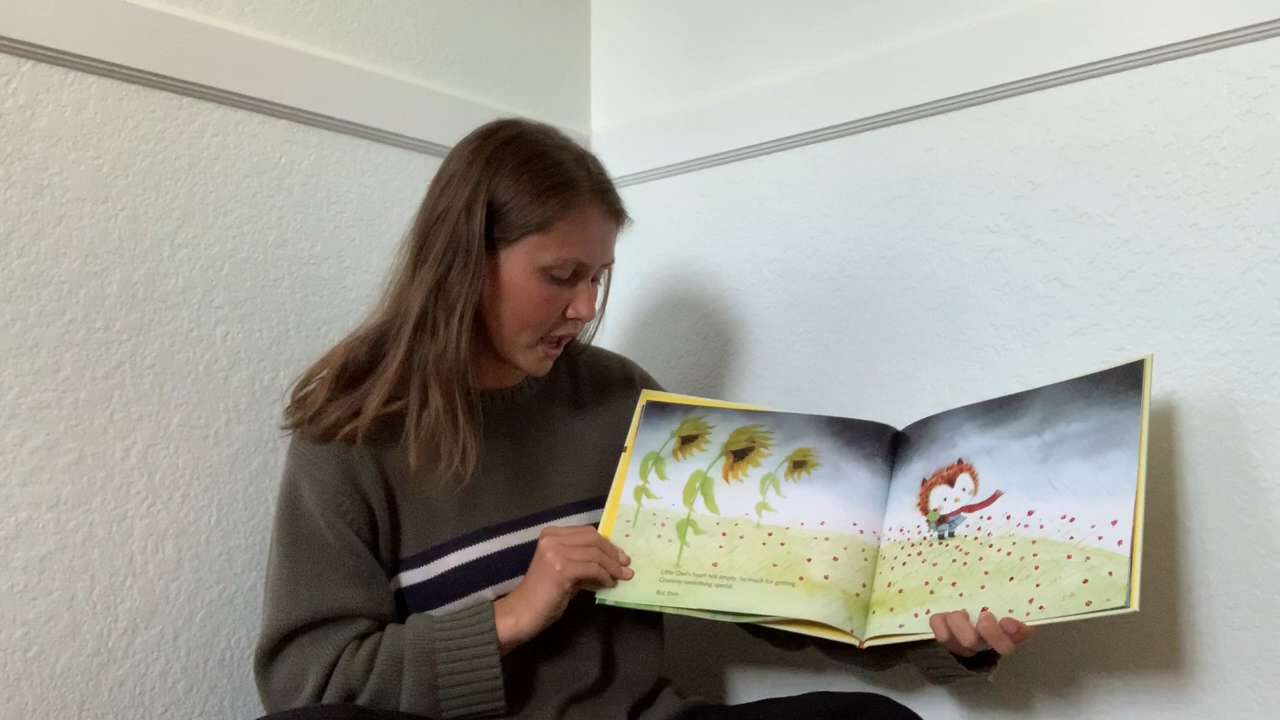 Little Owl's heart felt empty. So much for getting
Granny something special.
But then